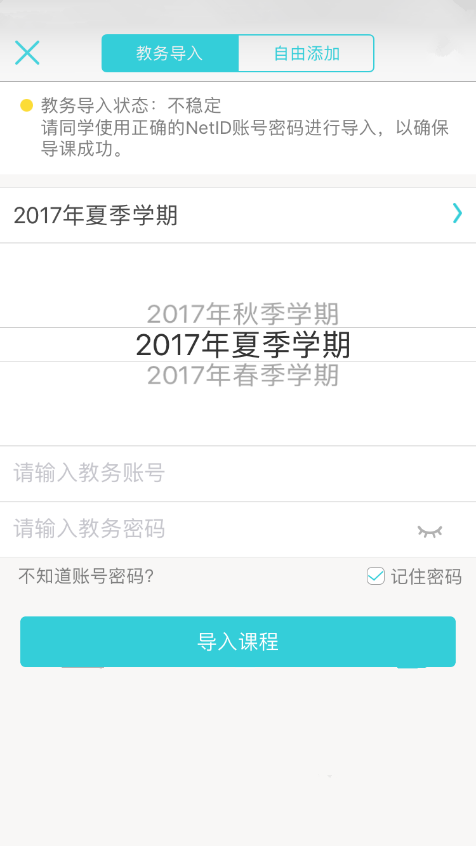 教务导入 自由添加
教务导入状态：不稳定
请同学使用正确的NetID账号密码进行导入，以确保
导课成功。
2017年夏季学期
2017年秋季学期
2017年夏季学期
2017年春季学期
请输入教务账号
请输入教务密码
不知道账号密码? 记住密码
导入课程